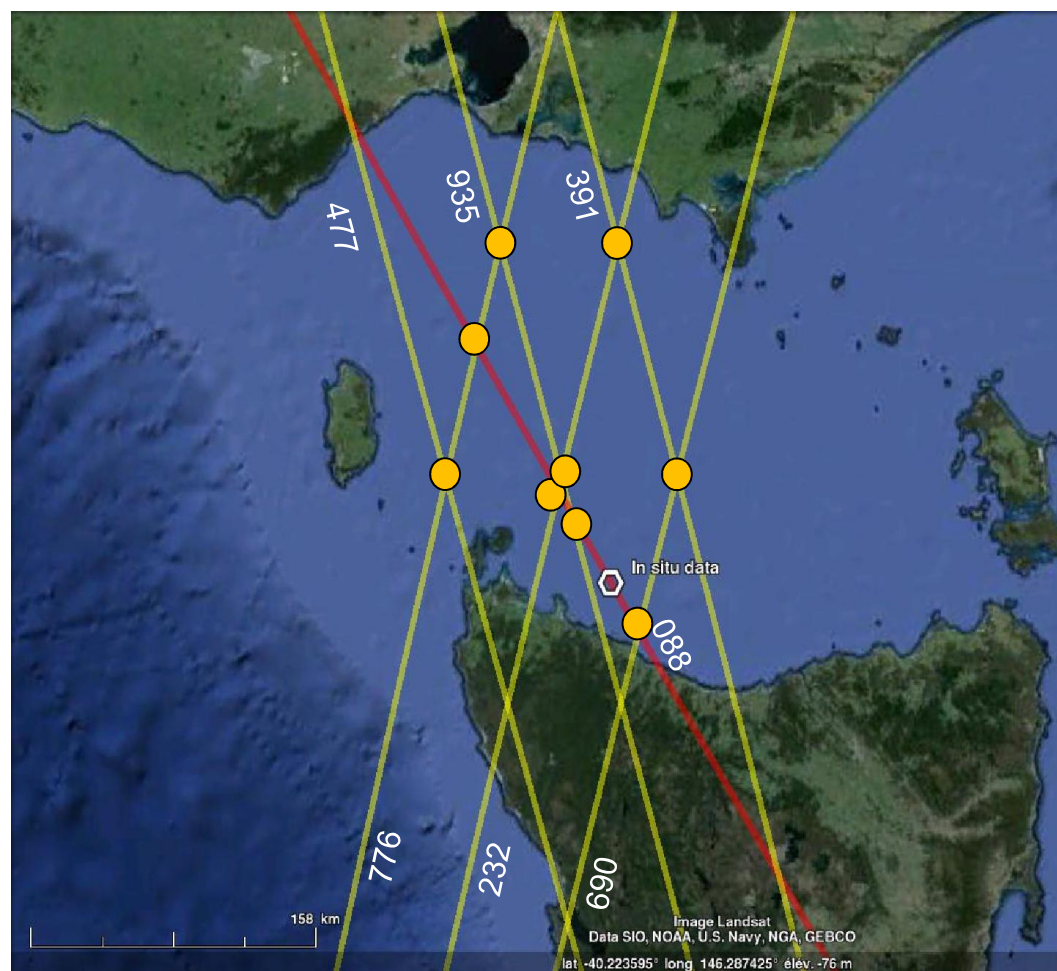 935
391
477
In situ data
088
776
232
690
158 km
Image Landsat
Data SIO, NOAA, U.S. Navy, NGA, GEBCO
lat -40.223595° long 146.287425° élév. -76 m